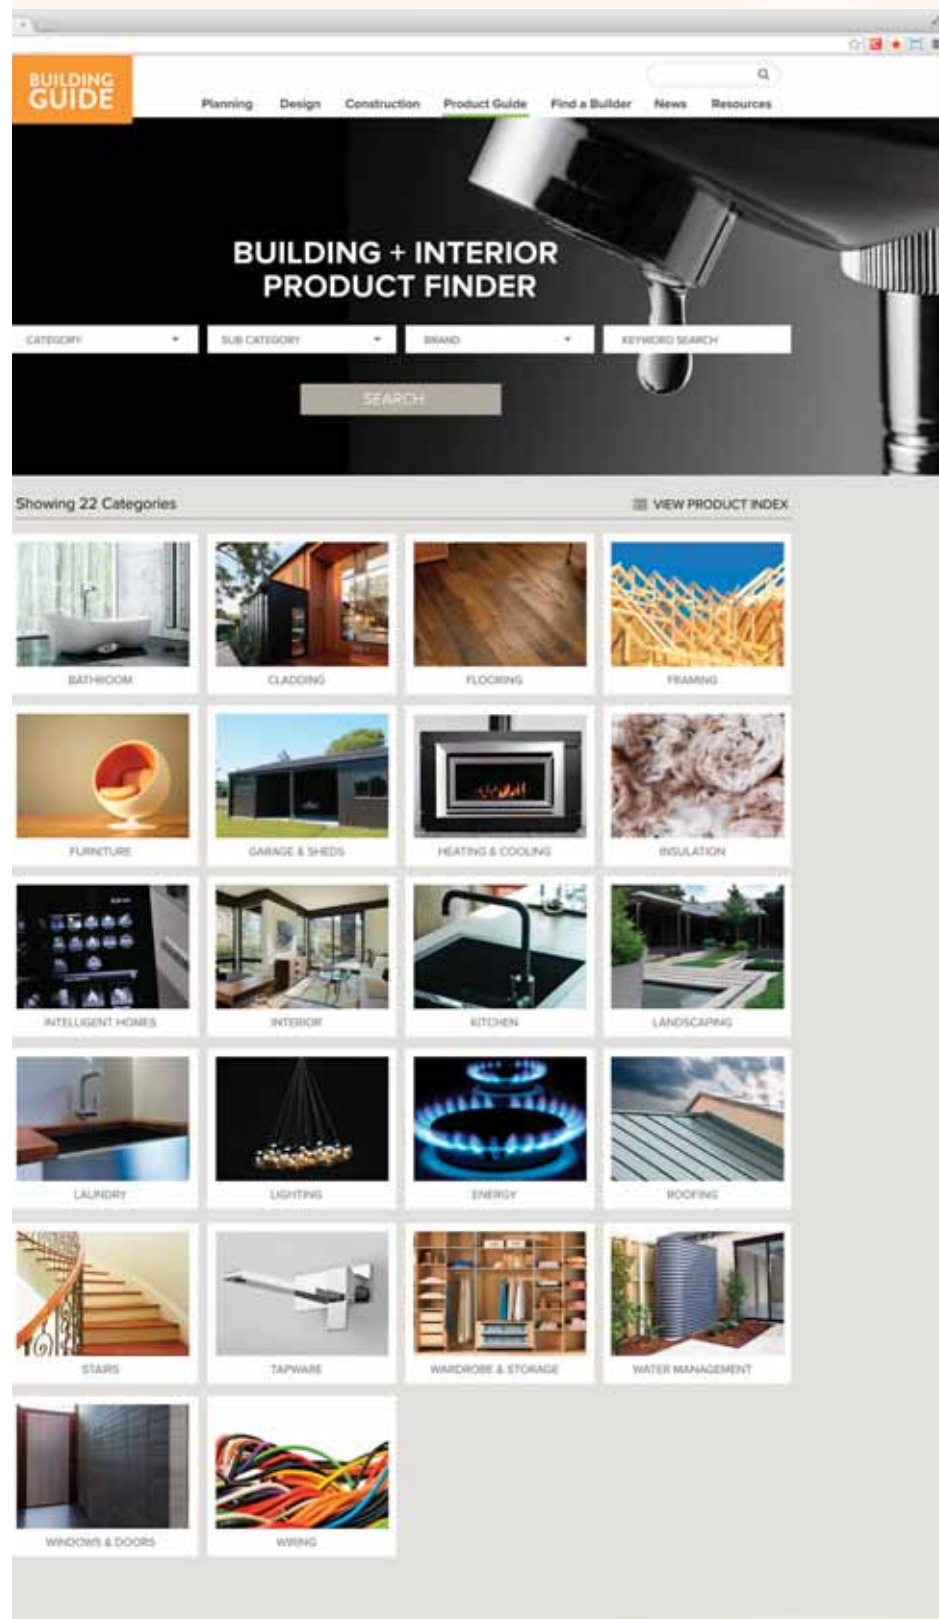 BUILDING
GUIDE
Planning Design Construction Product Guide Find a Builder News Resources
BUILDING + INTERIOR
PRODUCT FINDER
CATEGORY SUB CATEGORY BRAND KEYWORD SEARCH
SEARCH
Showing 22 Categories VIEW PRODUCT INDEX
BATHROOM CLADDING FLOORING FRAMING
FURNITURE GARAGE & SHEDS HEATING & COOLING INSULATION
INTELLIGENT HOMES INTERIOR KITCHEN LANDSCAPING
LAUNDRY LIGHTING ENERGY ROOFING
STAIRS TAPWARE WARDROBE & STORAGE WATER MANAGEMENT
WINDOWS & DOORS WIRING